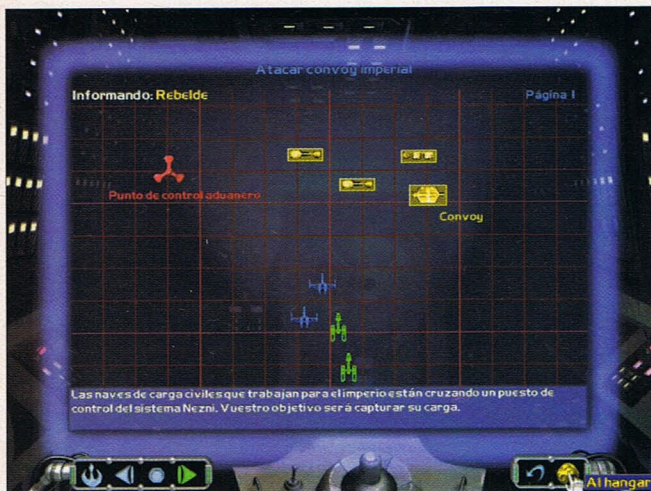 Atacar convoy imperial
Informando: Rebelde
Página 1
Punto de control aduanero
Convoy
Las naves de carga civiles que trabajan para el imperio están cruzando un puesto de
control del sistema Nezni. Vuestro objetivo será capturar su carga.
Al hangar